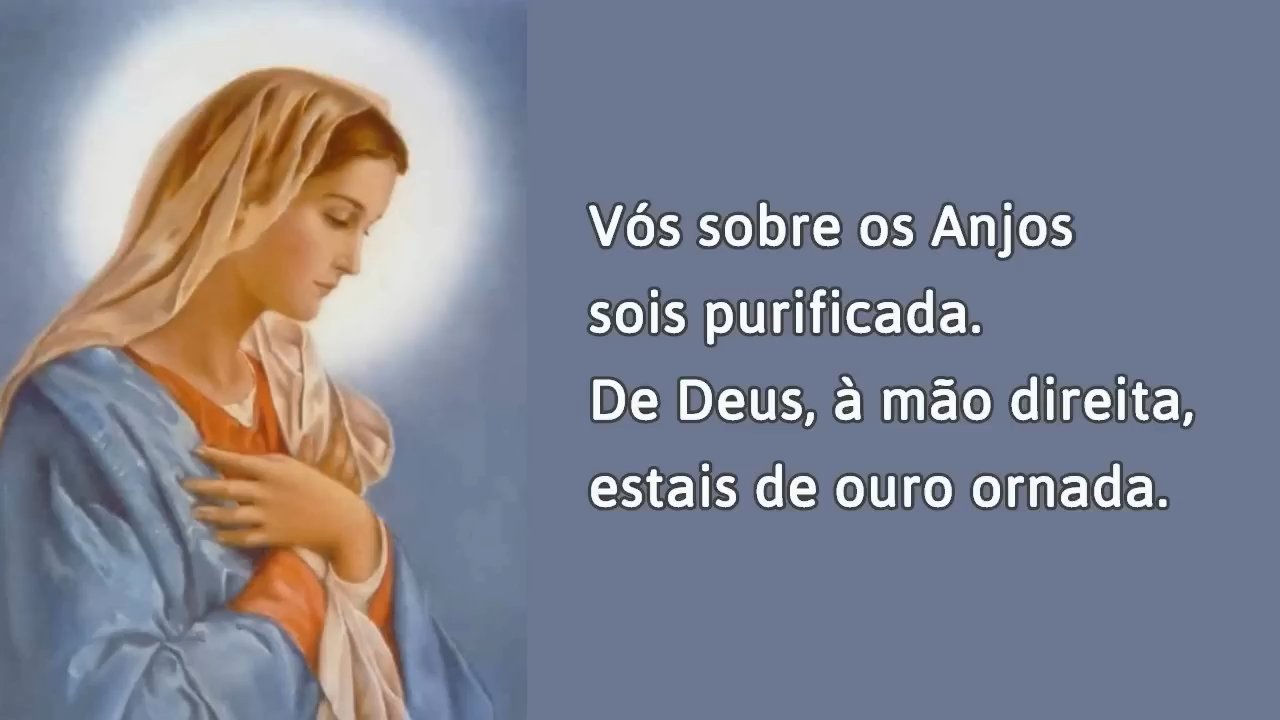 Vós sobre os Anjos
sois purificada.
De Deus, à mão direita,
estais de ouro ornada.